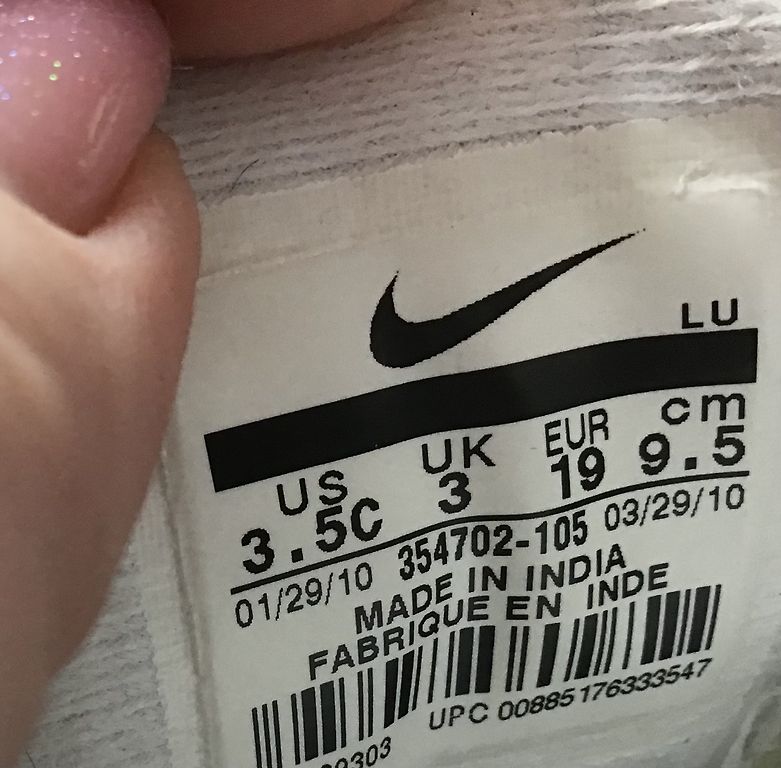 LU
US UK EUR cm
3.5C 3 19 9.5
01/29/10 354702-105 03/29/10
MADE IN INDIA
FABRIQUE EN INDE
UPC 00885176333547